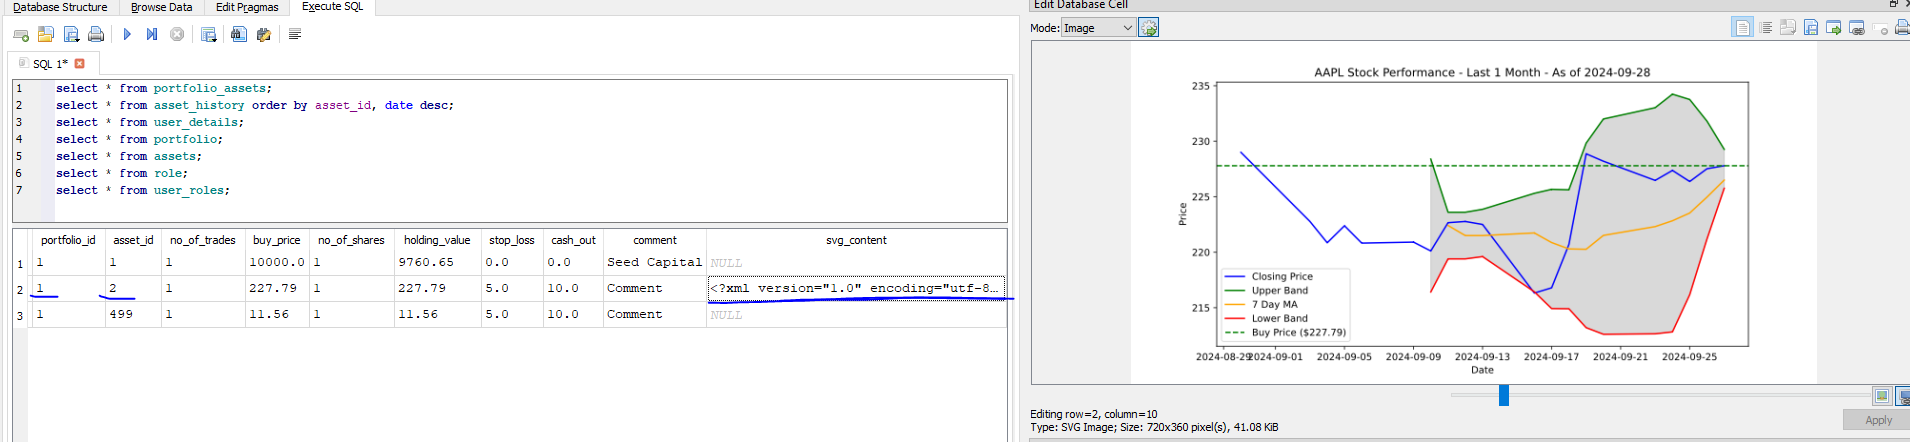 Database Structure Browse Data Edit Pragmas Execute SQL
SQL 1*
1 select * from portfolio_assets;
2 select * from asset_history order by asset_id, date desc;
3 select * from user_details;
4 select * from portfolio;
5 select * from assets;
6 select * from role;
7 select * from user_roles;
portfolio_id asset_id no_of_trades buy_price no_of_shares holding_value stop_loss cash_out comment svg_content
1 1 1 1 10000.0 1 9760.65 0.0 0.0 Seed Capital NULL
2 1 2 1 227.79 1 227.79 5.0 10.0 Comment <?xml version="1.0" encoding="utf-8…
3 1 499 1 11.56 1 11.56 5.0 10.0 Comment NULL
Edit Database Cell
Mode: Image
AAPL Stock Performance - Last 1 Month - As of 2024-09-28
235
230
225
220
215
Price
Closing Price
Upper Band
7 Day MA
Lower Band
Buy Price ($227.79)
2024-08-29 2024-09-01 2024-09-05 2024-09-09 2024-09-13 2024-09-17 2024-09-21 2024-09-25
Date
Editing row=2, column=10
Type: SVG Image; Size: 720x360 pixel(s), 41.08 KiB
Apply